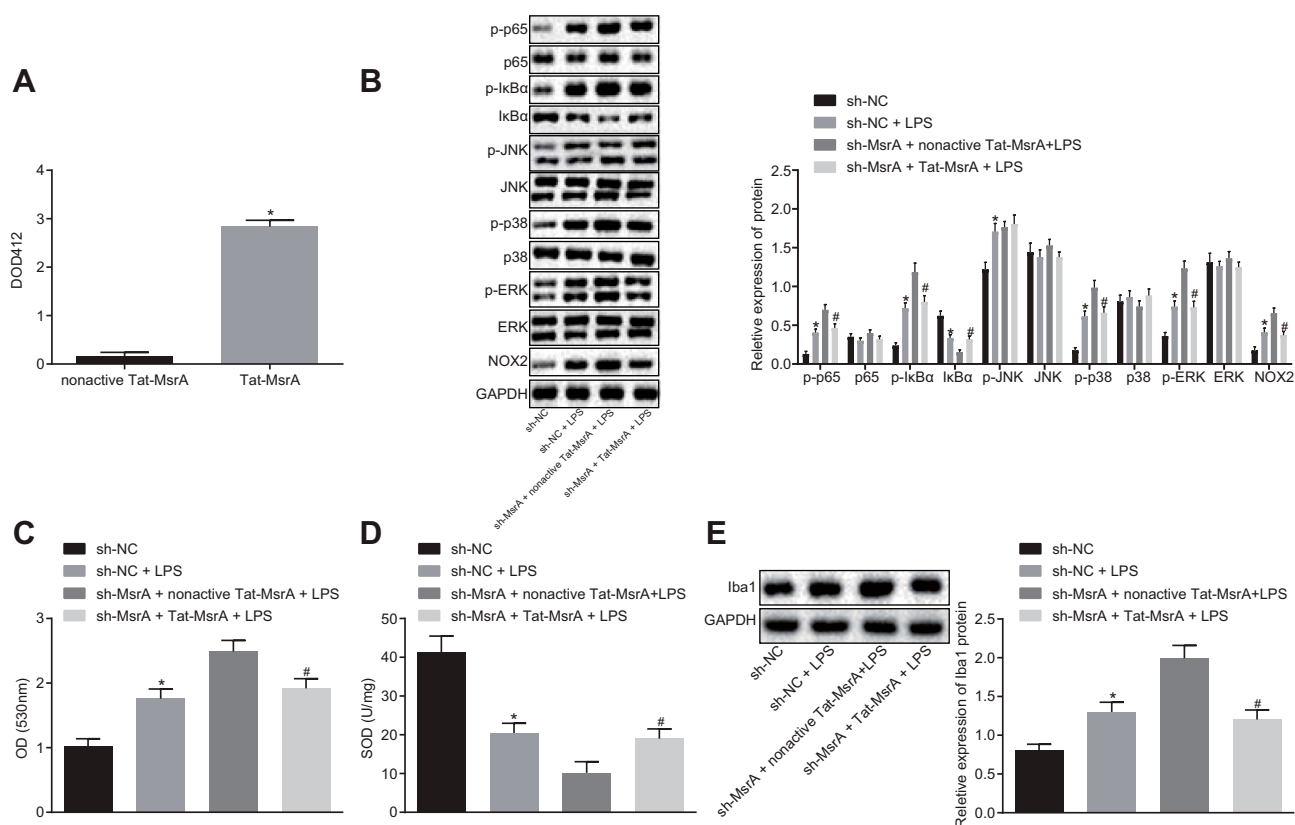 A
DOD412
4
3
2
1
0
*
nonactive Tat-MsrA
Tat-MsrA
B
p-p65
p65
p-IκBα
IκBα
p-JNK
JNK
p-p38
p38
p-ERK
ERK
NOX2
GAPDH
sh-NC
sh-NC + LPS
sh-MsrA + nonactive Tat-MsrA + LPS
sh-MsrA + Tat-MsrA + LPS
sh-NC
sh-NC + LPS
sh-MsrA + nonactive Tat-MsrA+LPS
sh-MsrA + Tat-MsrA + LPS
Reletive expression of protein
2.5
2.0
1.5
1.0
0.5
0.0
* # * # * # * * # * # * #
p-p65 p65 p-IκBα IκBα p-JNK JNK p-p38 p38 p-ERK ERK NOX2
C
sh-NC
sh-NC + LPS
sh-MsrA + nonactive Tat-MsrA + LPS
sh-MsrA + Tat-MsrA + LPS
OD (530nm)
3
2
1
0
* #
D
sh-NC
sh-NC + LPS
sh-MsrA + nonactive Tat-MsrA+LPS
sh-MsrA + Tat-MsrA + LPS
SOD (U/mg)
50
40
30
20
10
0
* #
E
Iba1
GAPDH
sh-NC
sh-NC + LPS
sh-MsrA + nonactive Tat-MsrA+LPS
sh-MsrA + Tat-MsrA + LPS
sh-NC
sh-NC + LPS
sh-MsrA + nonactive Tat-MsrA+LPS
sh-MsrA + Tat-MsrA + LPS
Reletive expression of Iba1 protein
2.5
2.0
1.5
1.0
0.5
0.0
* #